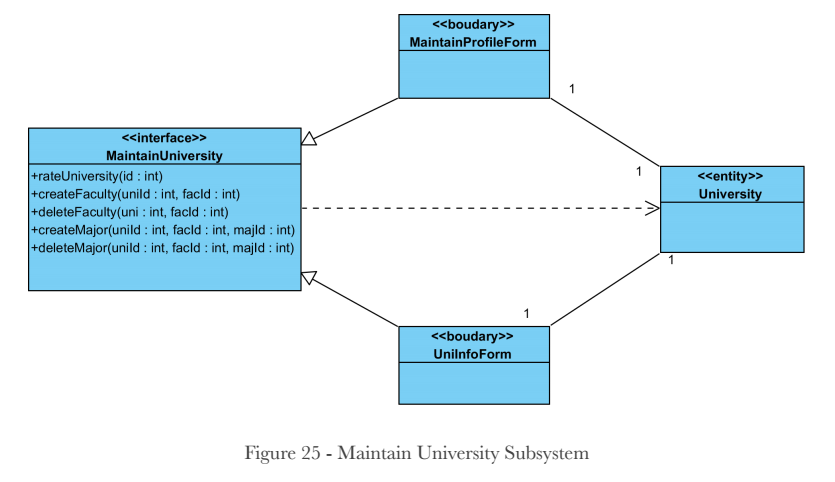 <<boudary>>
MaintainProfileForm
1
<<interface>>
MaintainUniversity
+rateUniversity(id : int)
+createFaculty(uniId : int, facId : int)
+deleteFaculty(uni : int, facId : int)
+createMajor(uniId : int, facId : int, majId : int)
+deleteMajor(uniId : int, facId : int, majId : int)
1
<<entity>>
University
1
1
<<boudary>>
UniInfoForm
Figure 25 - Maintain University Subsystem